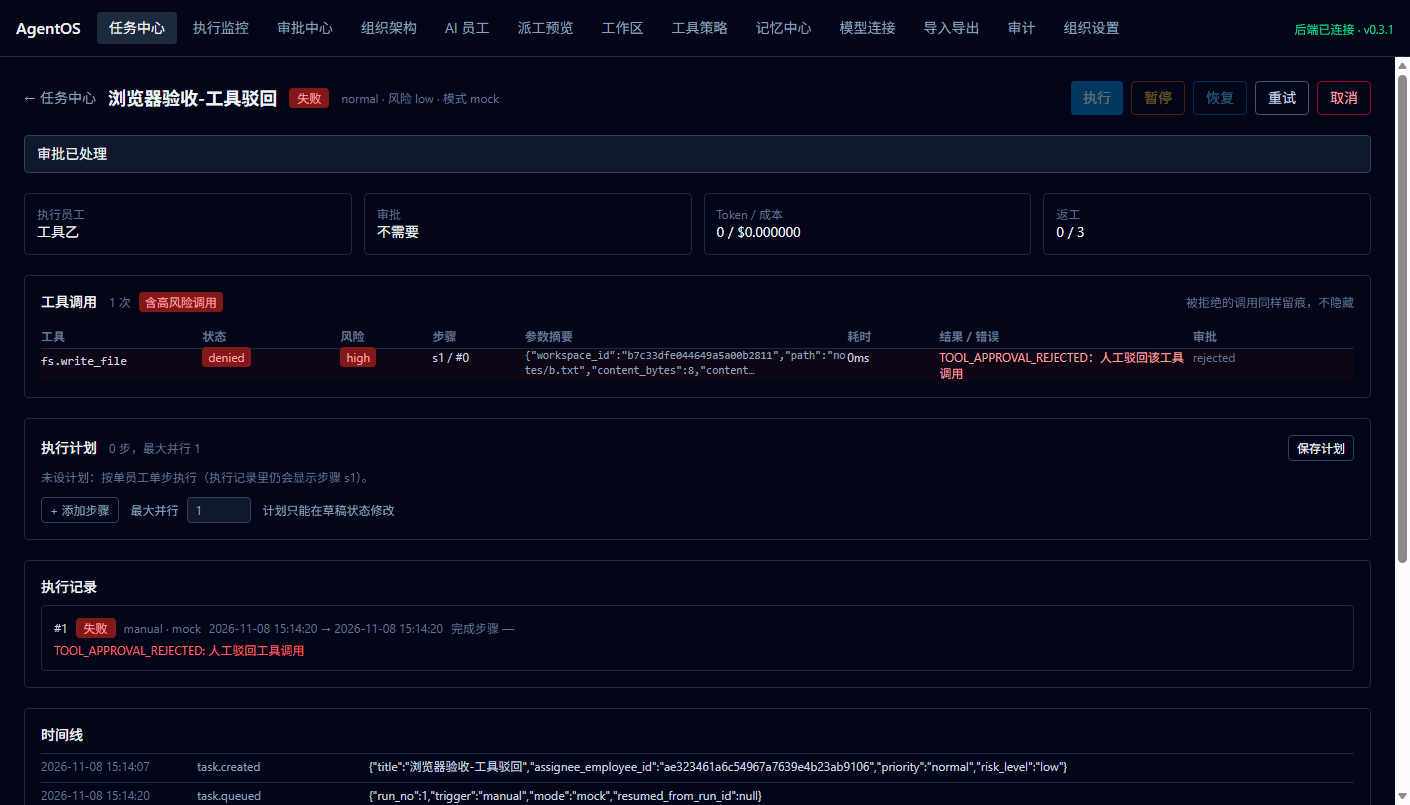 AgentOS 任务中心 执行监控 审批中心 组织架构 AI 员工 派工预览 工作区 工具策略 记忆中心 模型连接 导入导出 审计 组织设置 后端已连接 · v0.3.1
← 任务中心 浏览器验收-工具驳回 失败 normal · 风险 low · 模式 mock 执行 暂停 恢复 重试 取消
审批已处理
执行员工 审批 Token / 成本 返工
工具乙 不需要 0 / $0.000000 0 / 3
工具调用 1 次 含高风险调用 被拒绝的调用同样留痕，不隐藏
工具 状态 风险 步骤 参数摘要 耗时 结果 / 错误 审批
fs.write_file denied high s1 / #0 {"workspace_id":"b7c33dfe044649a5a00b2811","path":"no 0ms TOOL_APPROVAL_REJECTED：人工驳回该工具 rejected
tes/b.txt","content_bytes":8,"content… 调用
执行计划 0 步，最大并行 1 保存计划
未设计划：按单员工单步执行（执行记录里仍会显示步骤 s1）。
+ 添加步骤 最大并行 1 计划只能在草稿状态修改
执行记录
#1 失败 manual · mock 2026-11-08 15:14:20 → 2026-11-08 15:14:20 完成步骤 —
TOOL_APPROVAL_REJECTED: 人工驳回工具调用
时间线
2026-11-08 15:14:07 task.created {"title":"浏览器验收-工具驳回","assignee_employee_id":"ae323461a6c54967a7639e4b23ab9106","priority":"normal","risk_level":"low"}
2026-11-08 15:14:20 task.queued {"run_no":1,"trigger":"manual","mode":"mock","resumed_from_run_id":null}